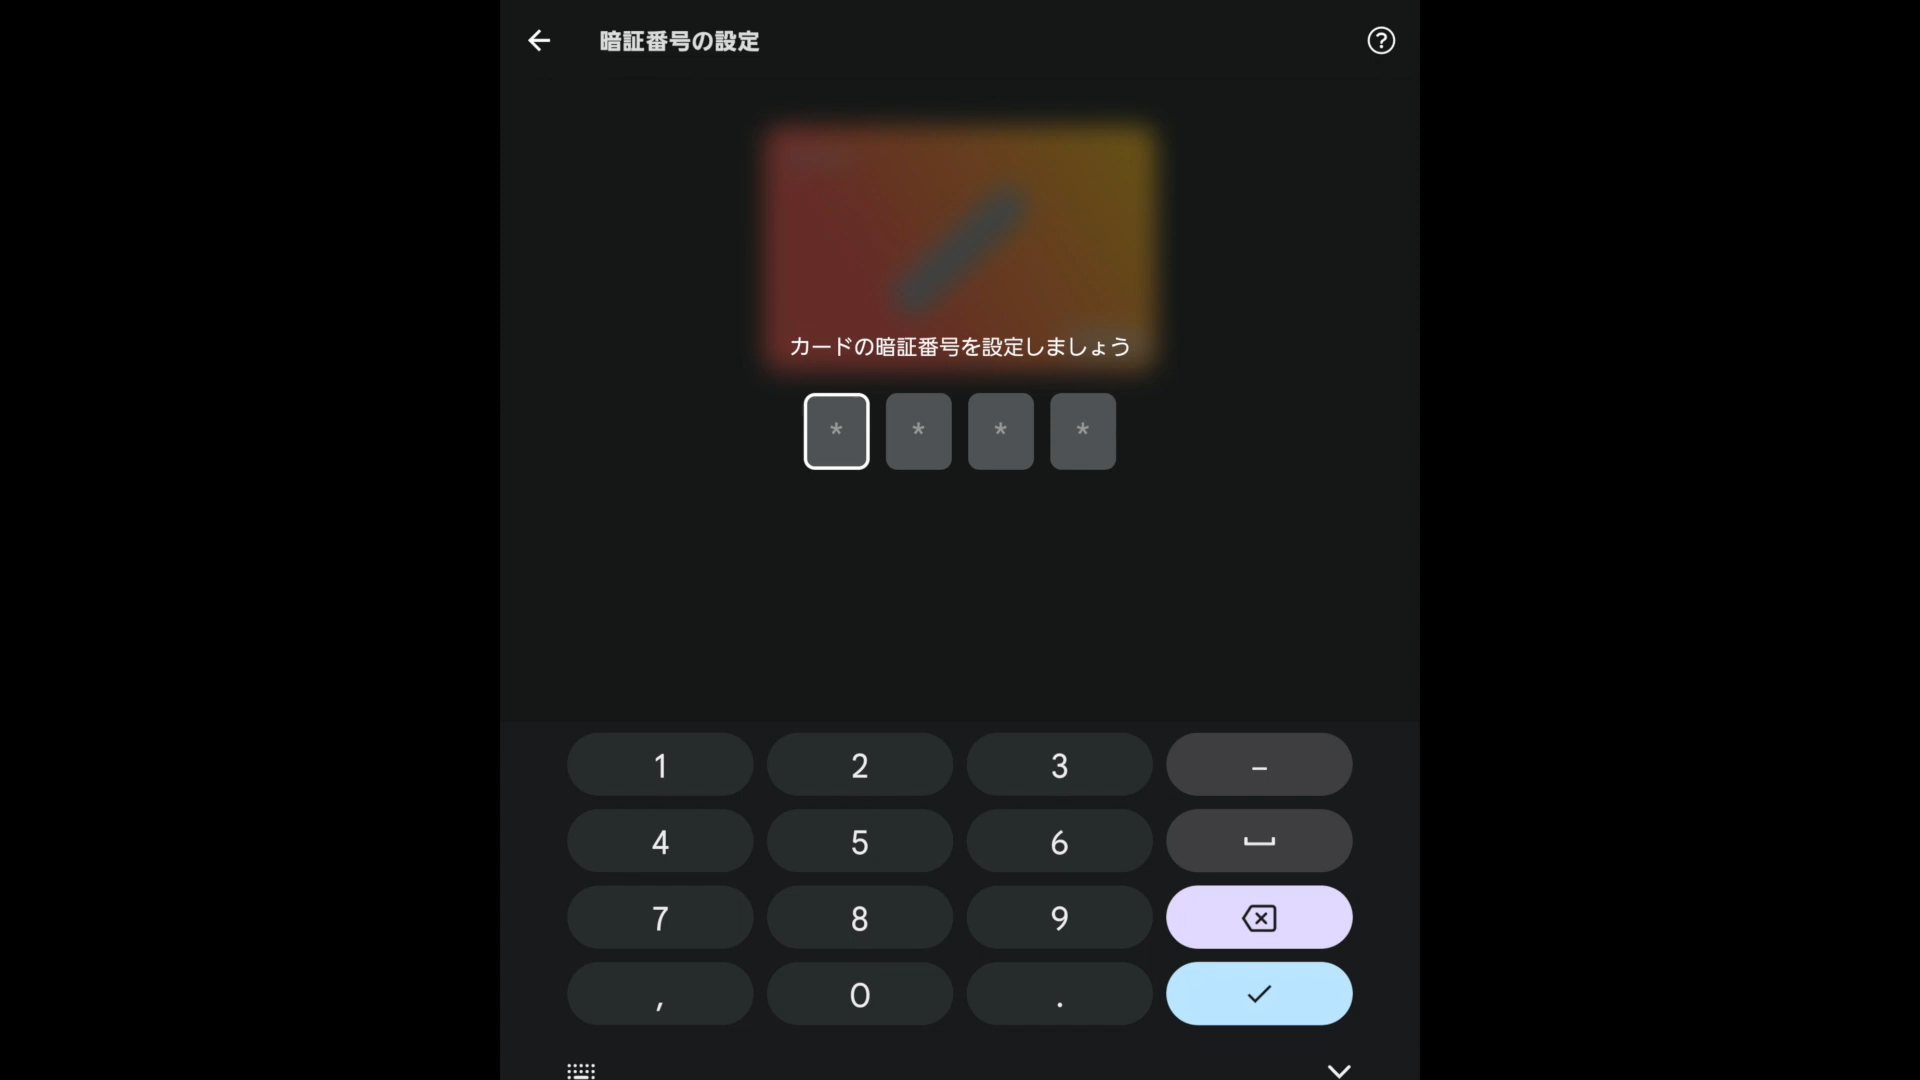 暗証番号の設定
カードの暗証番号を設定しましょう
* * * *
1 2 3 −
4 5 6
7 8 9
, 0 .